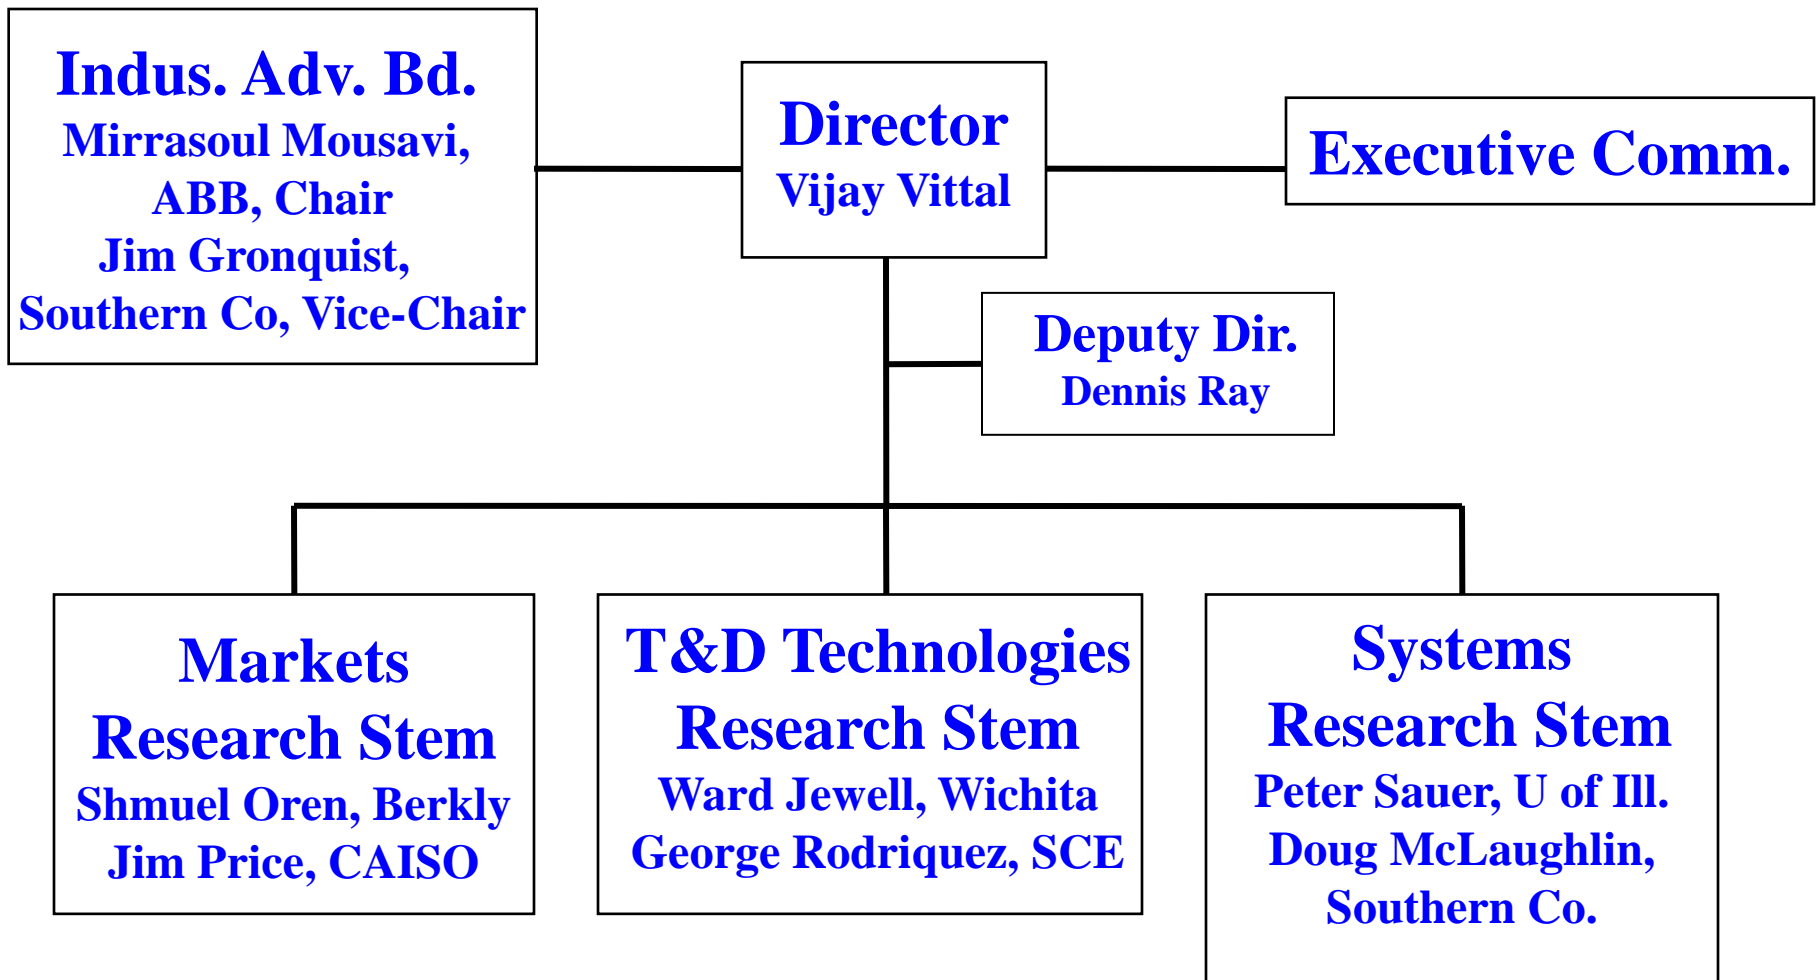 Indus. Adv. Bd.
Mirrasoul Mousavi,
ABB, Chair
Jim Gronquist,
Southern Co, Vice-Chair
Director
Vijay Vittal
Executive Comm.
Deputy Dir.
Dennis Ray
Markets
Research Stem
Shmuel Oren, Berkly
Jim Price, CAISO
T&D Technologies
Research Stem
Ward Jewell, Wichita
George Rodriquez, SCE
Systems
Research Stem
Peter Sauer, U of Ill.
Doug McLaughlin,
Southern Co.